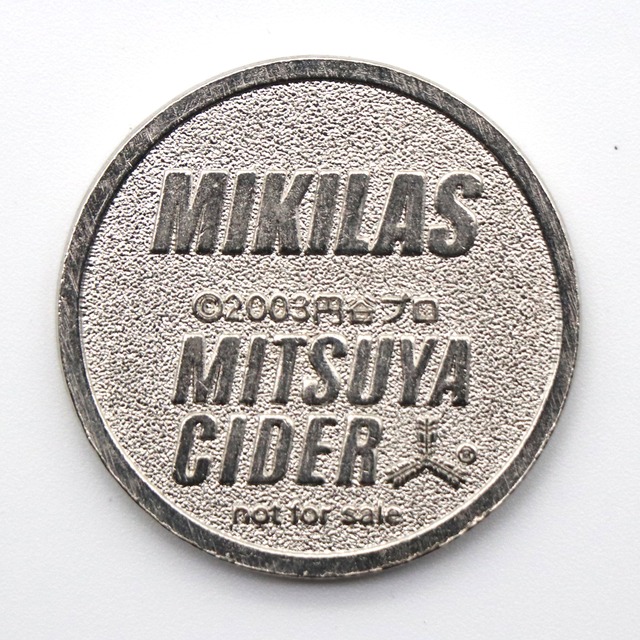 MIKILAS
©2003円谷プロ
MITSUYA
CIDER ®
not for sale